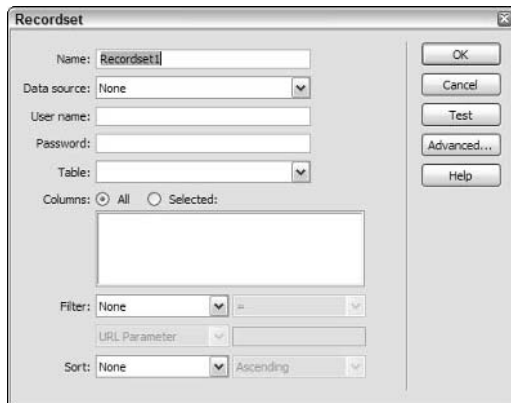 Recordset
Name: Recordset1
OK
Data source: None
Cancel
User name:
Test
Password:
Advanced...
Table:
Help
Columns: All Selected:
Filter: None =
URL Parameter
Sort: None Ascending